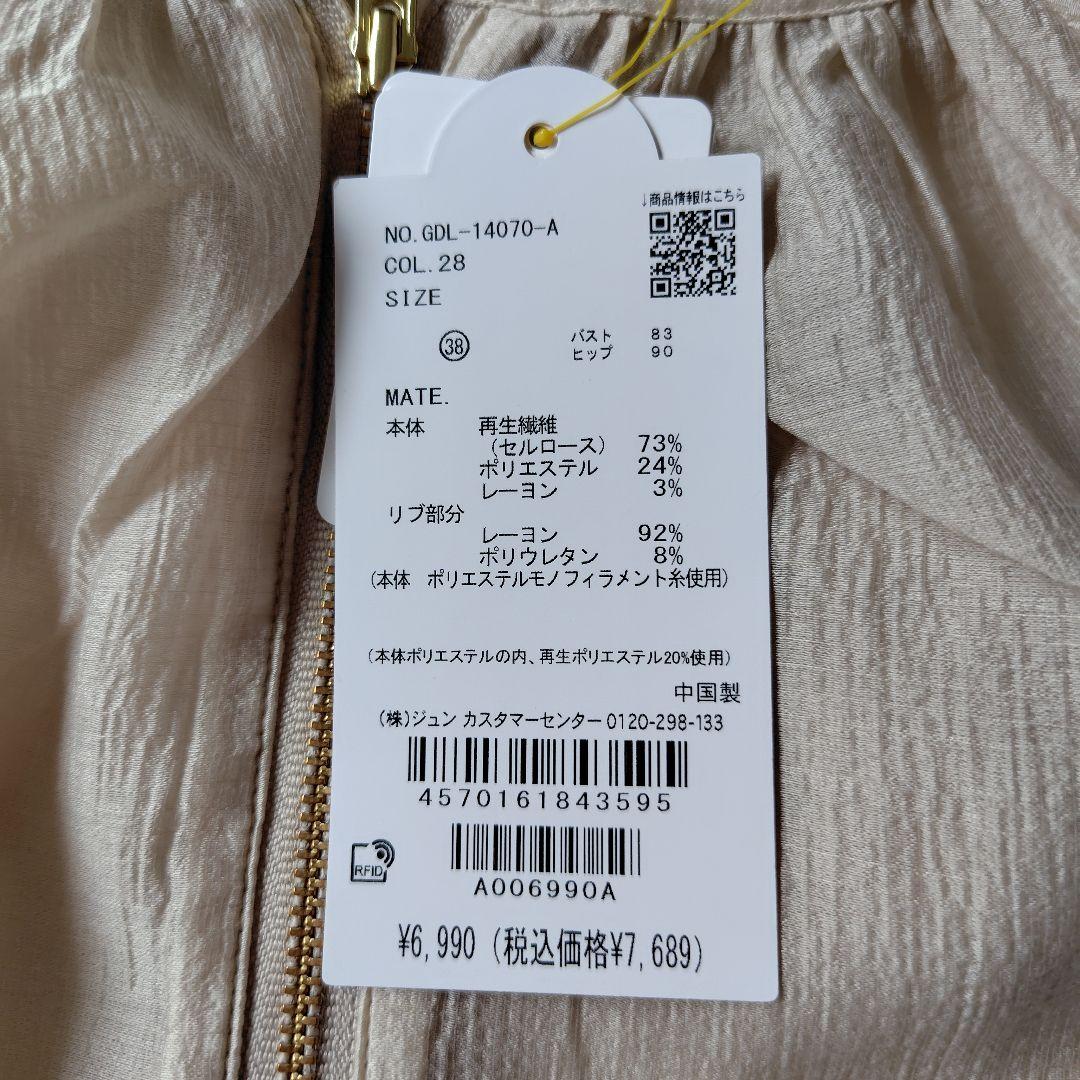 ↓商品情報はこちら
NO.GDL-14070-A
COL.28
SIZE
38 バスト 83
ヒップ 90
MATE.
本体 再生繊維
(セルロース) 73%
ポリエステル 24%
レーヨン 3%
リブ部分
レーヨン 92%
ポリウレタン 8%
(本体 ポリエステルモノフィラメント糸使用)
(本体ポリエステルの内、再生ポリエステル20%使用)
中国製
(株)ジュン カスタマーセンター 0120-298-133
4570161843595
RFID
A006990A
¥6,990 (税込価格¥7,689)